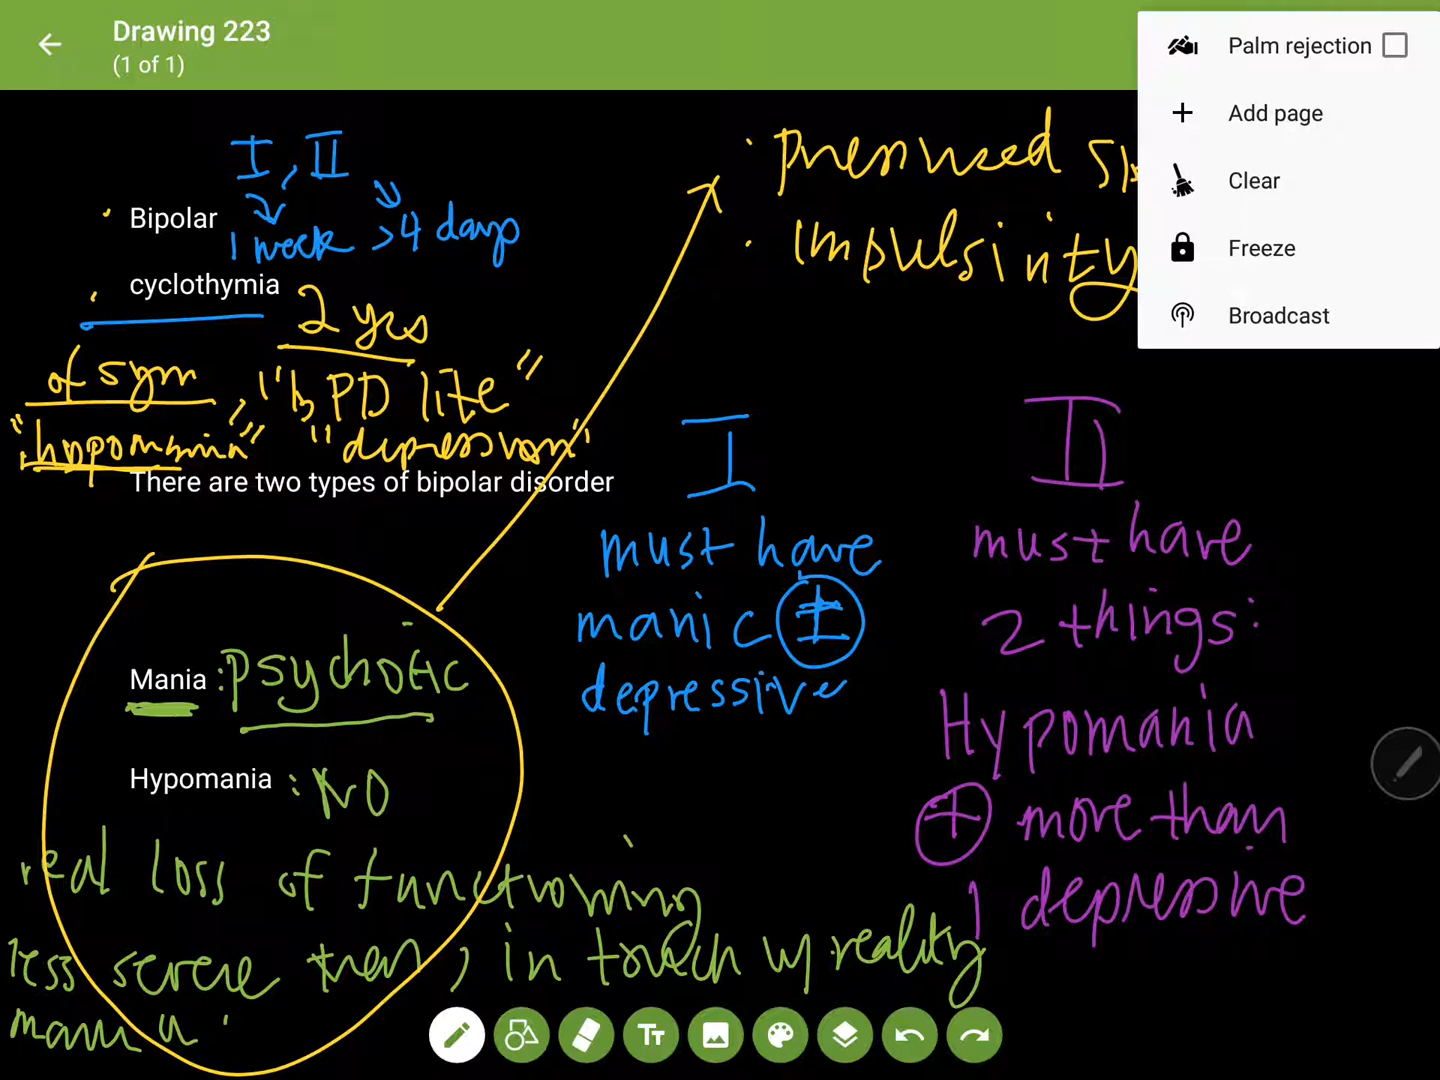 Drawing 223
(1 of 1)
Palm rejection
Add page
Clear
Freeze
Broadcast
I, II
Bipolar
1 week >4 days
cyclothymia
2 yrs
of sym, "bPD lite"
"hypomania" "depression"
There are two types of bipolar disorder
· pressured
· impulsivity
I
must have
manic ±
depressive
II
must have
2 things:
Hypomania
+ more than
1 depressive
Mania : psychotic
Hypomania : NO
real loss of functioning
less severe than, in touch w/ reality
mania
Tt